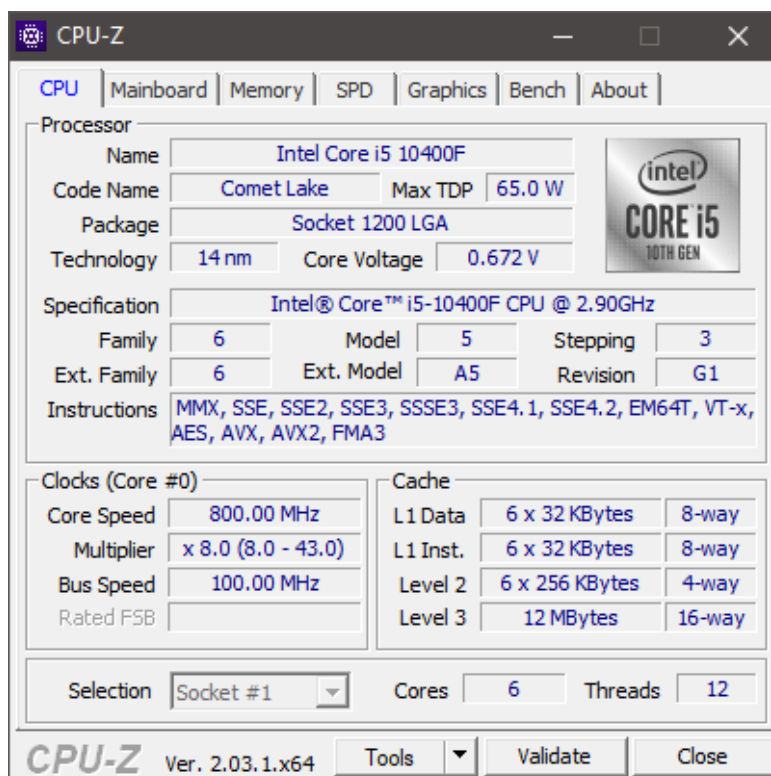 CPU-Z
CPU Mainboard Memory SPD Graphics Bench About
Processor
Name Intel Core i5 10400F
Code Name Comet Lake Max TDP 65.0 W
Package Socket 1200 LGA
Technology 14 nm Core Voltage 0.672 V
intel
CORE i5
10TH GEN
Specification Intel® Core™ i5-10400F CPU @ 2.90GHz
Family 6 Model 5 Stepping 3
Ext. Family 6 Ext. Model A5 Revision G1
Instructions MMX, SSE, SSE2, SSE3, SSSE3, SSE4.1, SSE4.2, EM64T, VT-x,
AES, AVX, AVX2, FMA3
Clocks (Core #0)
Core Speed 800.00 MHz
Multiplier x 8.0 (8.0 - 43.0)
Bus Speed 100.00 MHz
Rated FSB
Cache
L1 Data 6 x 32 KBytes 8-way
L1 Inst. 6 x 32 KBytes 8-way
Level 2 6 x 256 KBytes 4-way
Level 3 12 MBytes 16-way
Selection Socket #1 Cores 6 Threads 12
CPU-Z Ver. 2.03.1.x64 Tools Validate Close